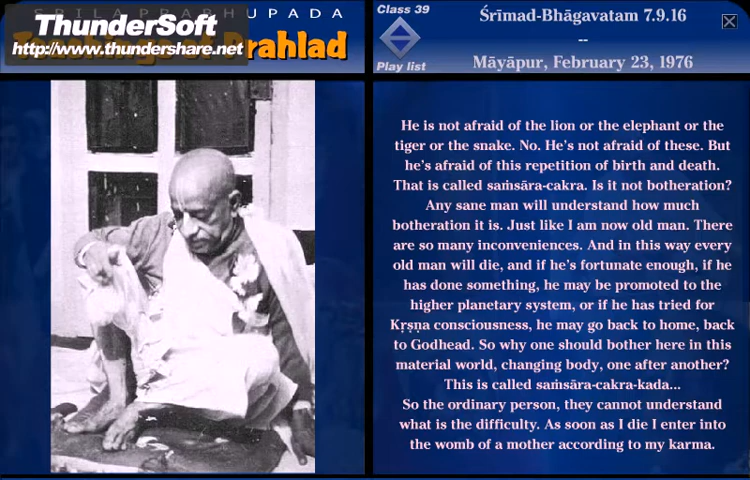 SRILA PRABHUPADA
ThunderSoft
http://www.thundershare.net
Prahlad
Class 39
Play list
Śrīmad-Bhāgavatam 7.9.16
--
Māyāpur, February 23, 1976
He is not afraid of the lion or the elephant or the
tiger or the snake. No. He's not afraid of these. But
he's afraid of this repetition of birth and death.
That is called saṁsāra-cakra. Is it not botheration?
Any sane man will understand how much
botheration it is. Just like I am now old man. There
are so many inconveniences. And in this way every
old man will die, and if he's fortunate enough, if he
has done something, he may be promoted to the
higher planetary system, or if he has tried for
Kṛṣṇa consciousness, he may go back to home, back
to Godhead. So why one should bother here in this
material world, changing body, one after another?
This is called saṁsāra-cakra-kada...
So the ordinary person, they cannot understand
what is the difficulty. As soon as I die I enter into
the womb of a mother according to my karma.